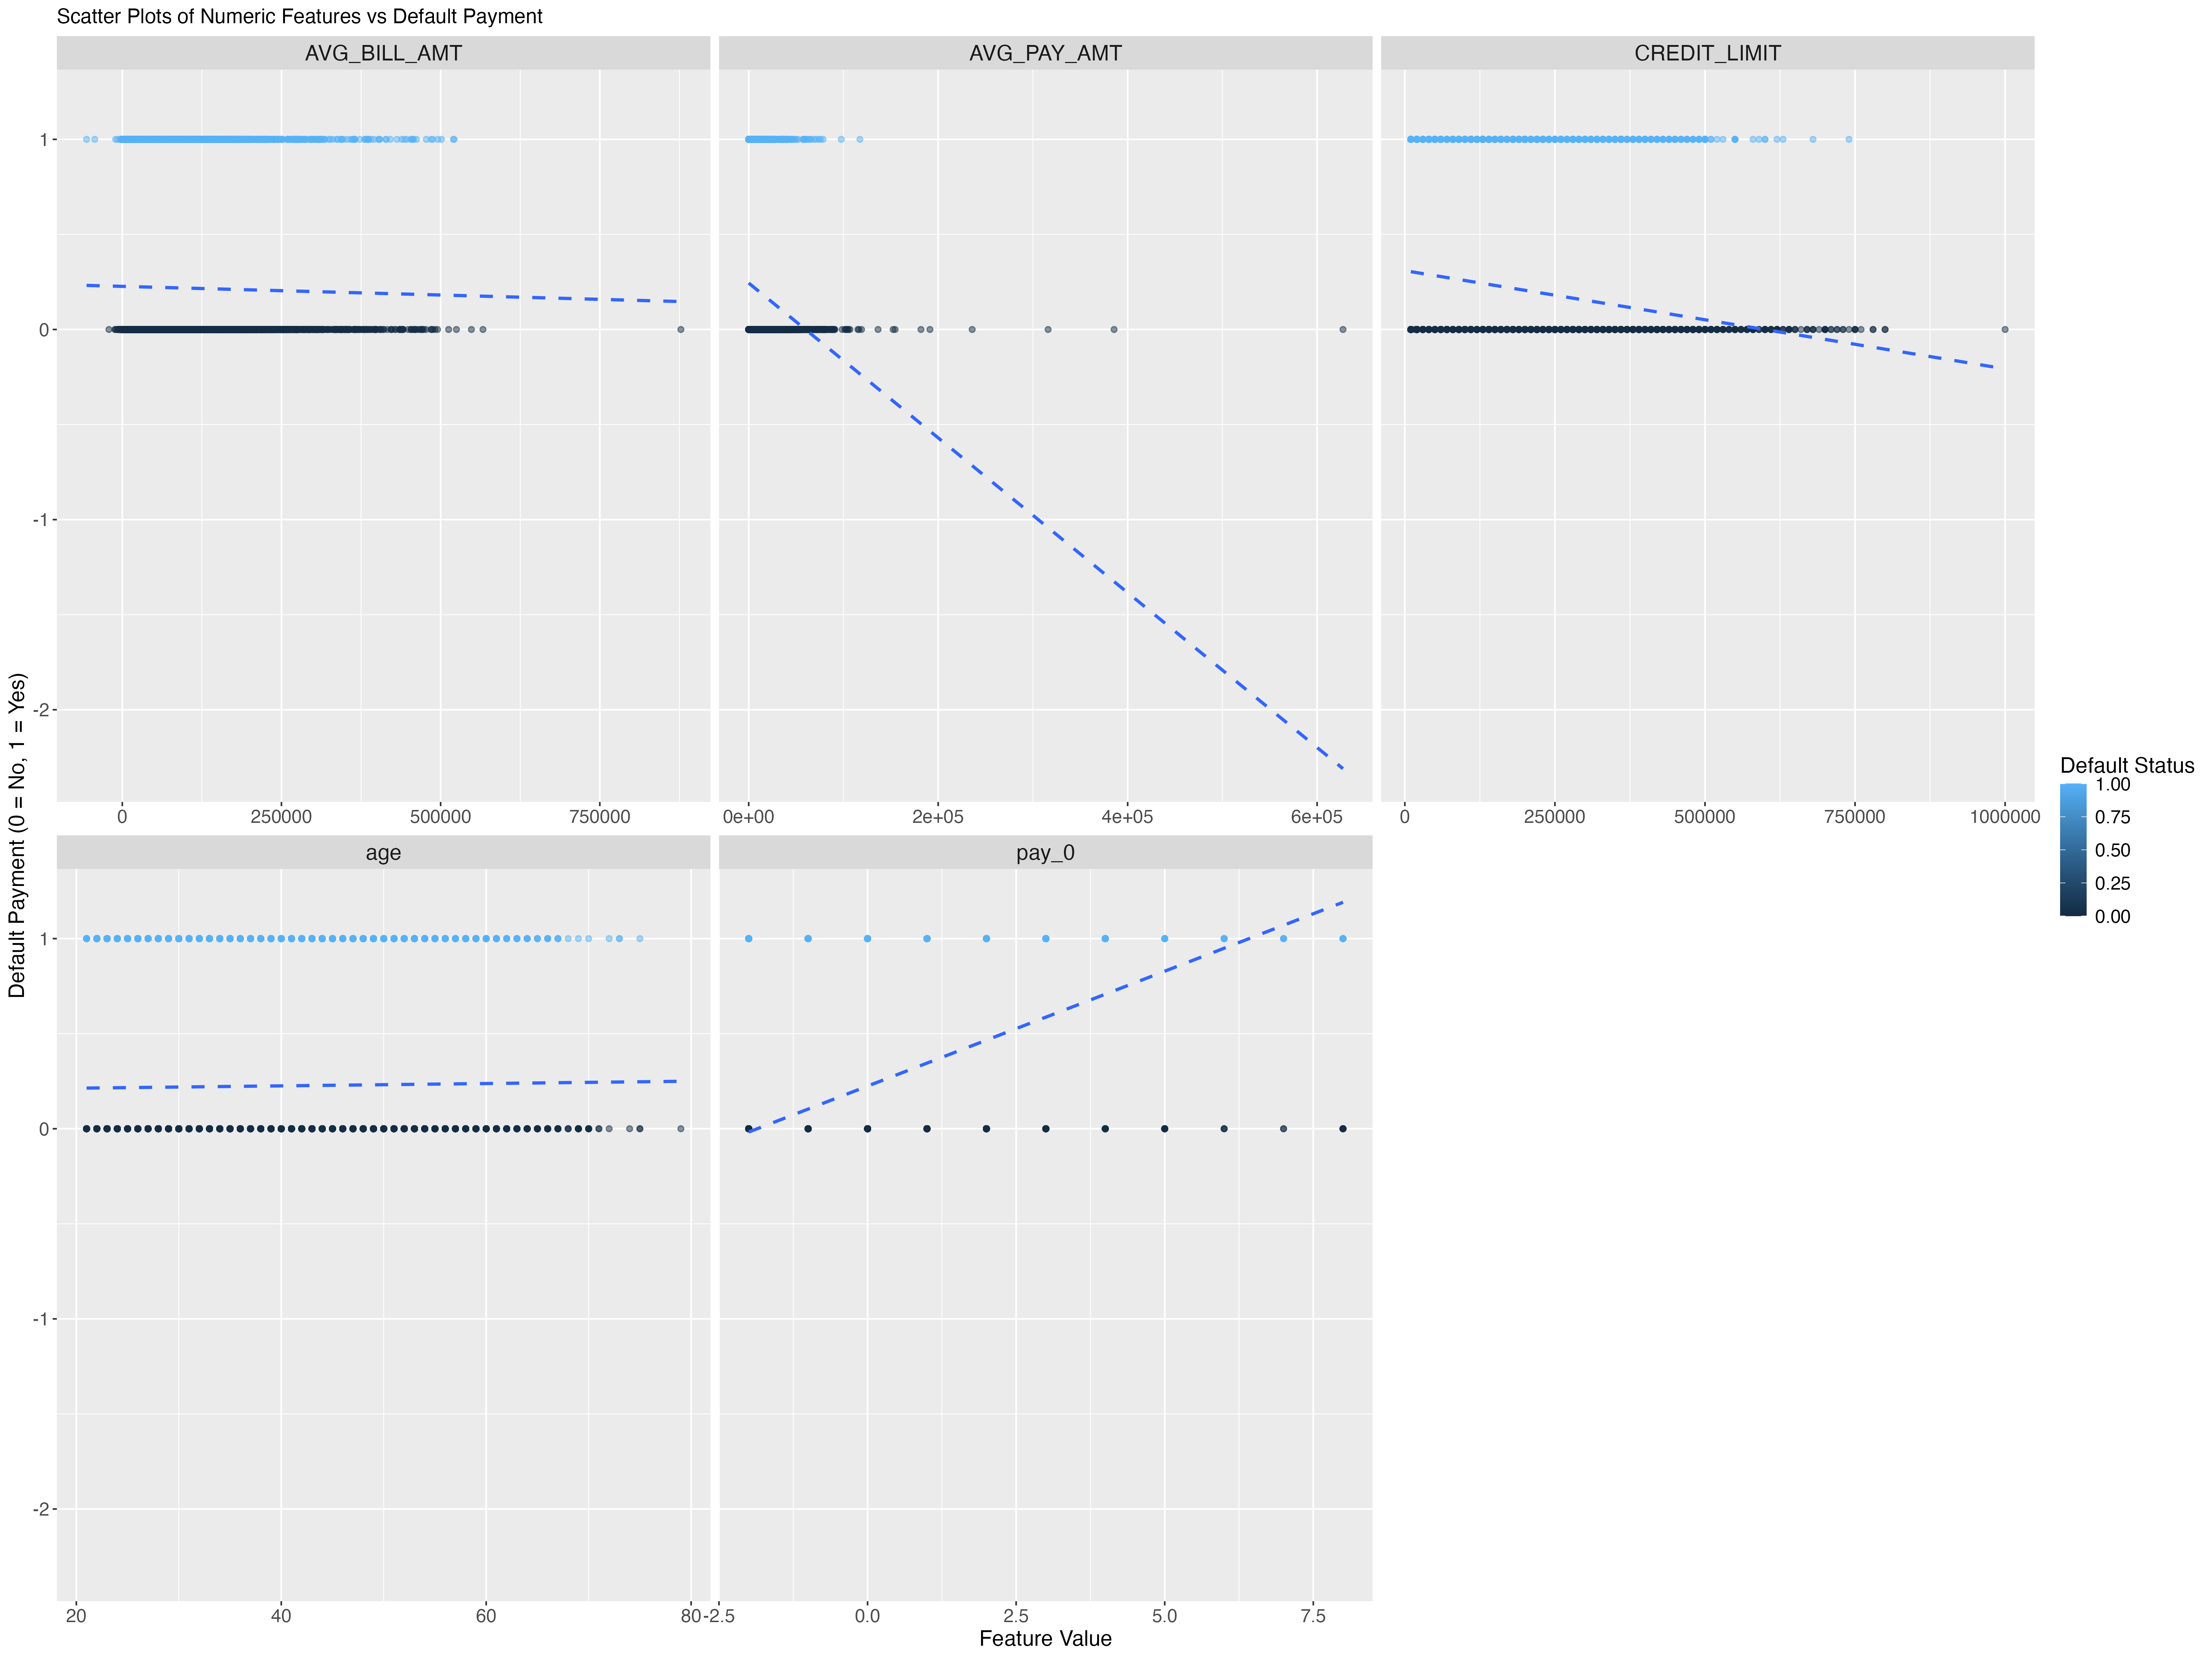 Scatter Plots of Numeric Features vs Default Payment
AVG_BILL_AMT
AVG_PAY_AMT
CREDIT_LIMIT
1
0
-1
-2
0 250000 500000 750000
0e+00 2e+05 4e+05 6e+05
0 250000 500000 750000 1000000
age
pay_0
1
0
-1
-2
20 40 60 80
-2.5 0.0 2.5 5.0 7.5
Feature Value
Default Payment (0 = No, 1 = Yes)
Default Status
1.00
0.75
0.50
0.25
0.00